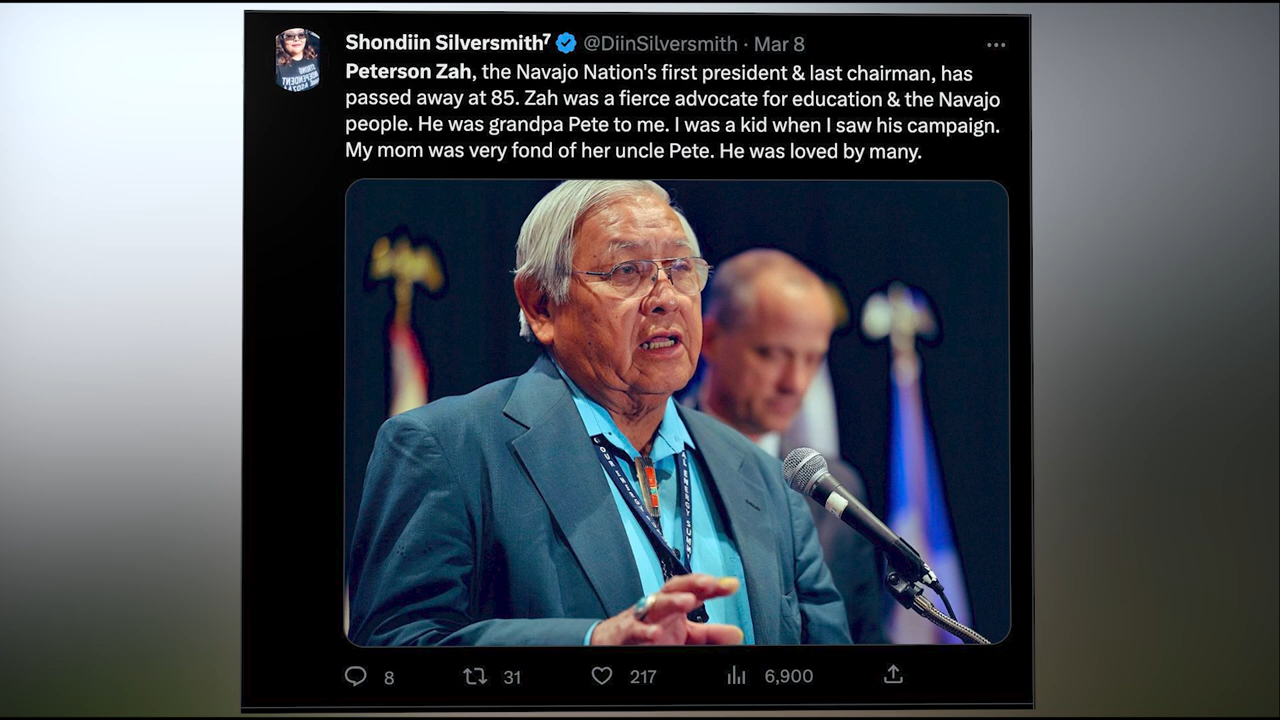 Shondiin Silversmith⁷ @DiinSilversmith · Mar 8
Peterson Zah, the Navajo Nation's first president & last chairman, has
passed away at 85. Zah was a fierce advocate for education & the Navajo
people. He was grandpa Pete to me. I was a kid when I saw his campaign.
My mom was very fond of her uncle Pete. He was loved by many.
8 31 217 6,900